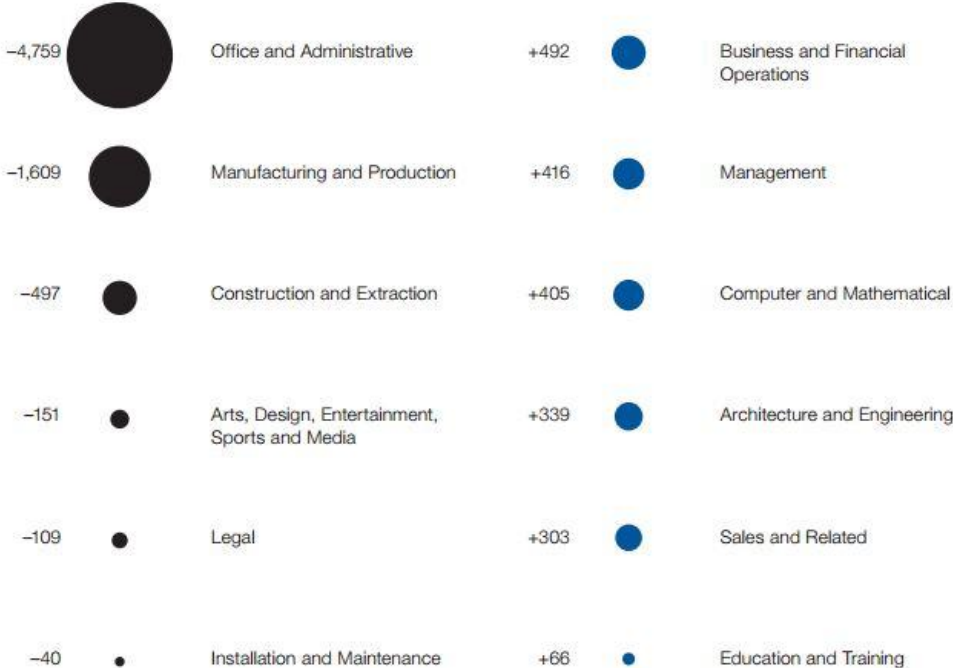 –4,759 Office and Administrative +492 Business and Financial
Operations
–1,609 Manufacturing and Production +416 Management
–497 Construction and Extraction +405 Computer and Mathematical
–151 Arts, Design, Entertainment, +339 Architecture and Engineering
Sports and Media
–109 Legal +303 Sales and Related
–40 Installation and Maintenance +66 Education and Training